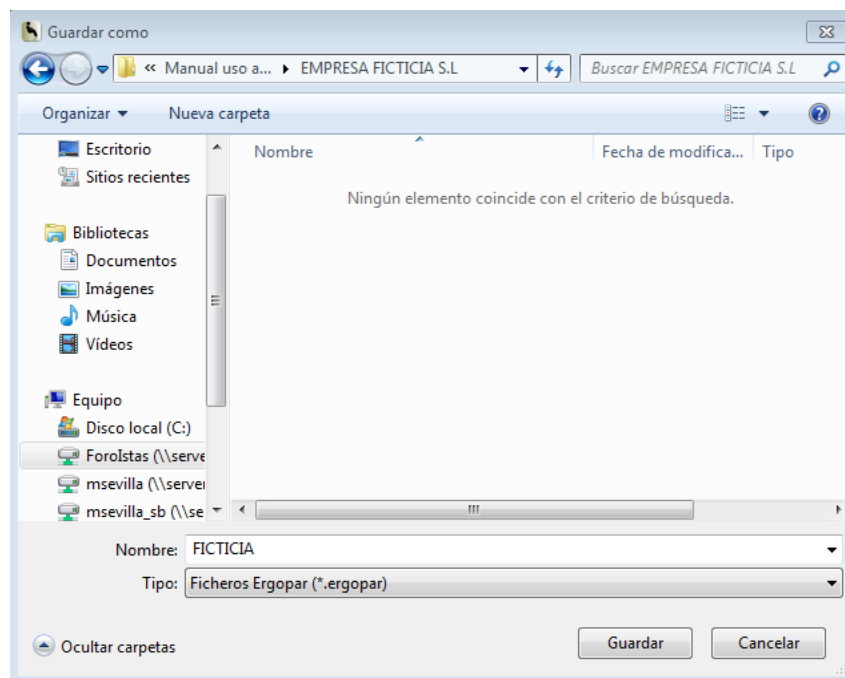 Guardar como
« Manual uso a... ▸ EMPRESA FICTICIA S.L
Buscar EMPRESA FICTICIA S.L
Organizar
Nueva carpeta
Escritorio
Sitios recientes
Bibliotecas
Documentos
Imágenes
Música
Vídeos
Equipo
Disco local (C:)
ForoIstas (\\serve
msevilla (\\server
msevilla_sb (\\se
Nombre
Fecha de modifica...
Tipo
Ningún elemento coincide con el criterio de búsqueda.
Nombre: FICTICIA
Tipo: Ficheros Ergopar (*.ergopar)
Ocultar carpetas
Guardar
Cancelar